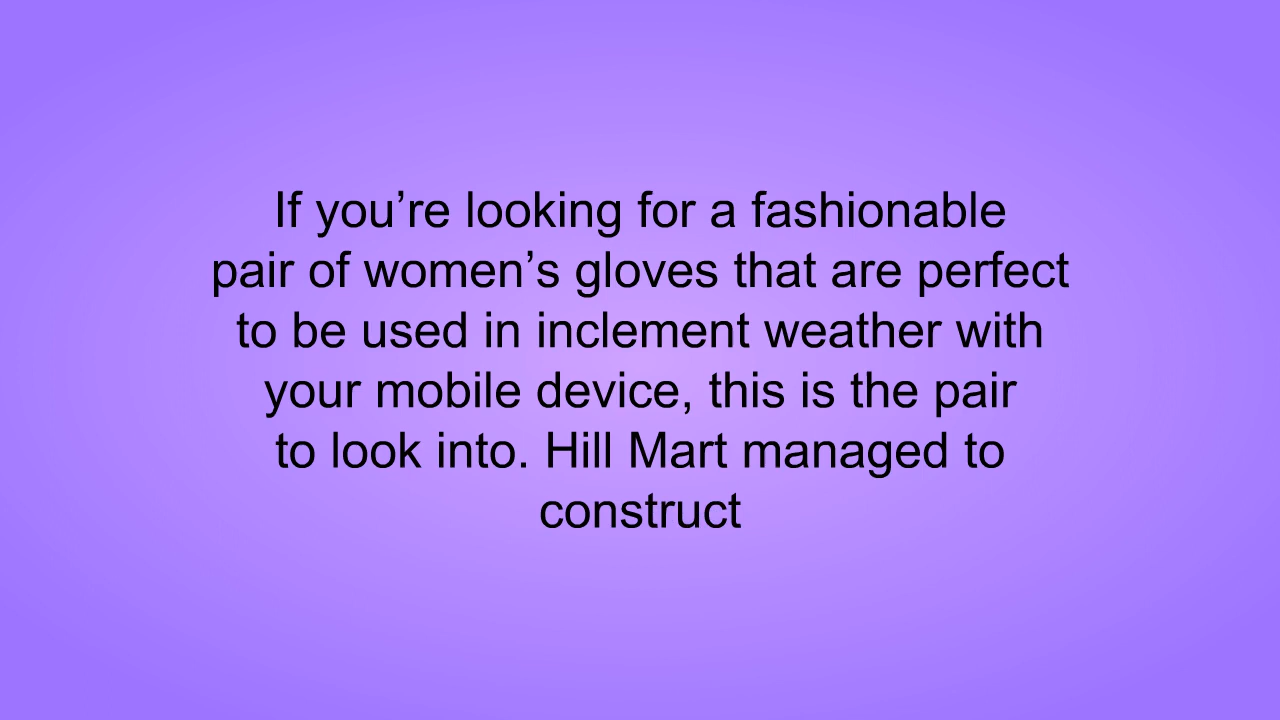 If you’re looking for a fashionable
pair of women’s gloves that are perfect
to be used in inclement weather with
your mobile device, this is the pair
to look into. Hill Mart managed to
construct